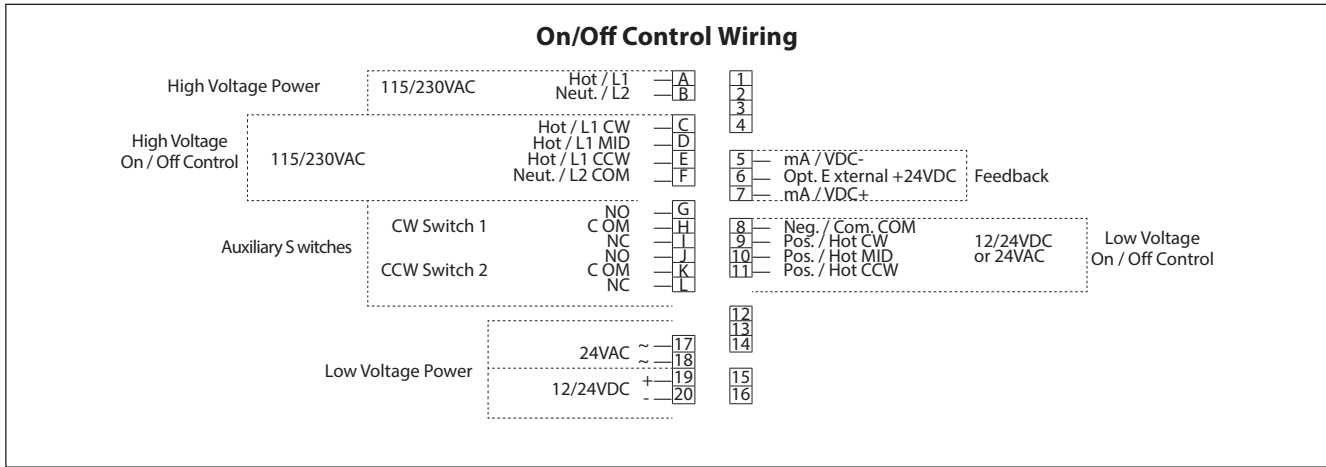 On/Off Control Wiring
High Voltage Power
115/230VAC
Hot / L1 — A
Neut. / L2 — B
1
2
3
4
High Voltage
On / Off Control
115/230VAC
Hot / L1 CW — C
Hot / L1 MID — D
Hot / L1 CCW — E
Neut. / L2 COM — F
5 — mA / VDC-
6 — Opt. E xternal +24VDC
7 — mA / VDC+
Feedback
Auxiliary S witches
CW Switch 1
NO — G
C OM — H
NC — I
CCW Switch 2
NO — J
C OM — K
NC — L
8 — Neg. / Com. COM
9 — Pos. / Hot CW
10 — Pos. / Hot MID
11 — Pos. / Hot CCW
12/24VDC
or 24VAC
Low Voltage
On / Off Control
12
13
14
Low Voltage Power
24VAC
~ — 17
~ — 18
12/24VDC
+ — 19
- — 20
15
16